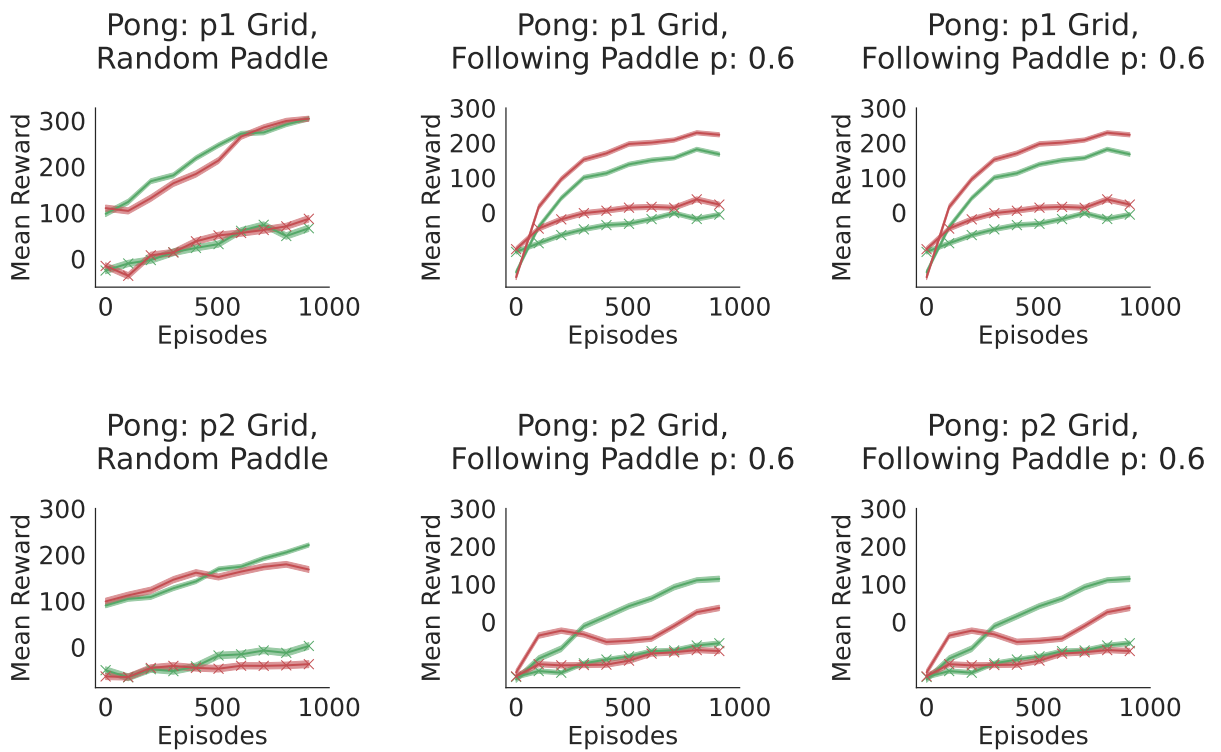 Pong: p1 Grid,
Random Paddle
Pong: p1 Grid,
Following Paddle p: 0.6
Pong: p1 Grid,
Following Paddle p: 0.6
Mean Reward
300
200
100
0
0 500 1000
Episodes
Mean Reward
300
200
100
0
0 500 1000
Episodes
Mean Reward
300
200
100
0
0 500 1000
Episodes
Pong: p2 Grid,
Random Paddle
Pong: p2 Grid,
Following Paddle p: 0.6
Pong: p2 Grid,
Following Paddle p: 0.6
Mean Reward
300
200
100
0
0 500 1000
Episodes
Mean Reward
300
200
100
0
0 500 1000
Episodes
Mean Reward
300
200
100
0
0 500 1000
Episodes